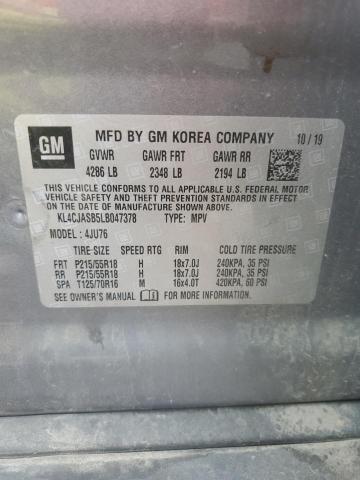 GM
MFD BY GM KOREA COMPANY 10/19
GVWR GAWR FRT GAWR RR
4286 LB 2348 LB 2194 LB
THIS VEHICLE CONFORMS TO ALL APPLICABLE U.S. FEDERAL MOTOR
VEHICLE SAFETY AND THEFT PREVENTION STANDARDS IN EFFECT ON
THE DATE OF MANUFACTURE SHOWN ABOVE.
KL4CJASB5LB047378 TYPE: MPV
MODEL: 4JU76
TIRE SIZE SPEED RTG RIM COLD TIRE PRESSURE
FRT P215/55R18 H 18x7.0J 240KPA, 35 PSI
RR P215/55R18 H 18x7.0J 240KPA, 35 PSI
SPA T125/70R16 M 16x4.0T 420KPA, 60 PSI
SEE OWNER'S MANUAL